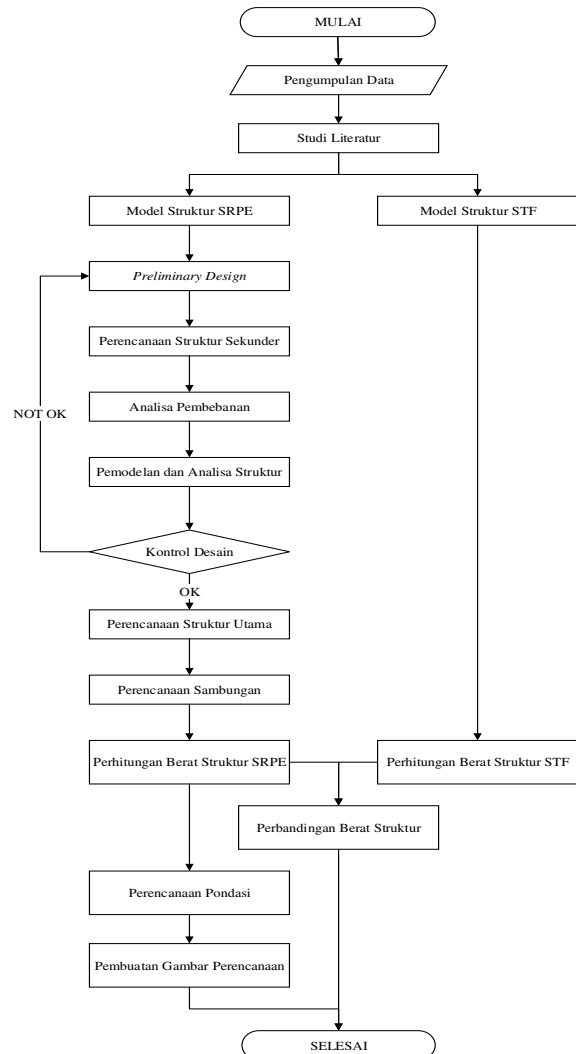 MULAI
Pengumpulan Data
Studi Literatur
Model Struktur SRPE
Model Struktur STF
Preliminary Design
Perencanaan Struktur Sekunder
Analisa Pembebanan
NOT OK
Pemodelan dan Analisa Struktur
Kontrol Desain
OK
Perencanaan Struktur Utama
Perencanaan Sambungan
Perhitungan Berat Struktur SRPE
Perhitungan Berat Struktur STF
Perbandingan Berat Struktur
Perencanaan Pondasi
Pembuatan Gambar Perencanaan
SELESAI